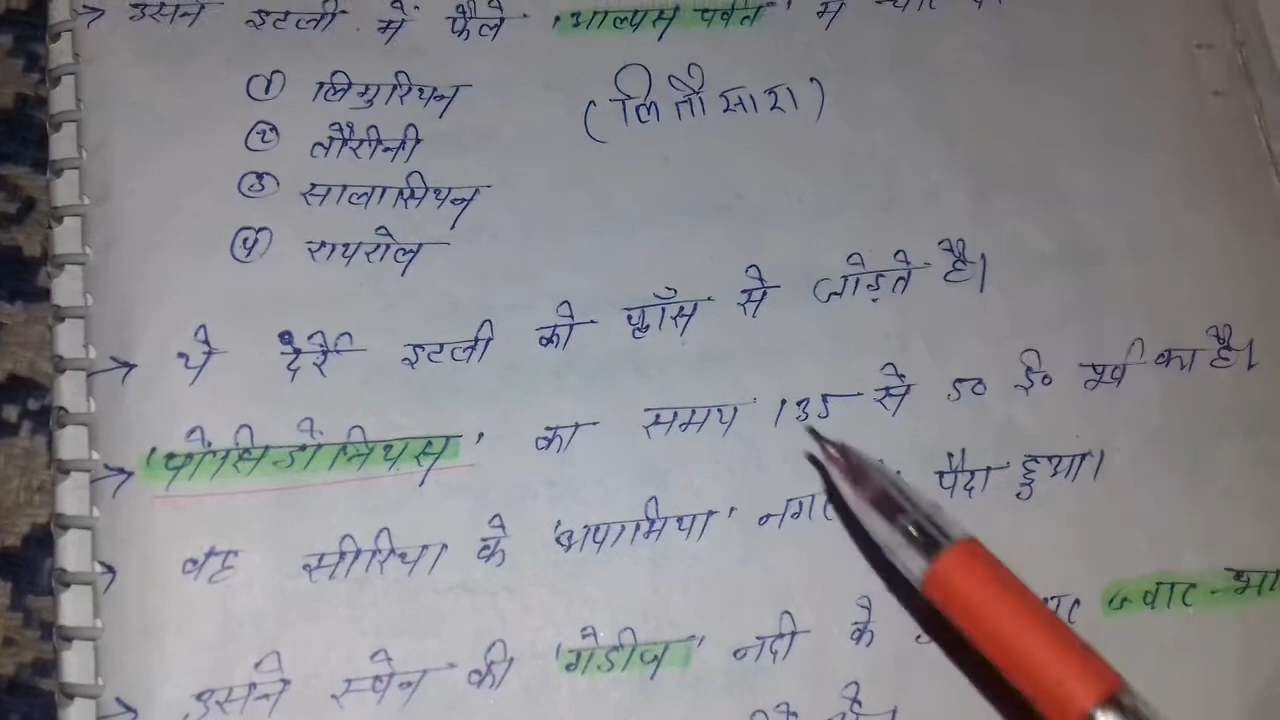 → उसने इटली में फैले 'आल्पस पर्वत' में
① लिगुरियन (लि तौ सा रा)
② तौरीनी
③ सालासियन
④ रायरोल
→ ये दर्रे इटली को फ्राँस से जोड़ते है।
→ 'पोंसिडोनियस' का समय 135 से 50 ई० पूर्व का है।
→ वह सीरिया के 'अपामिया' पैदा हुआ।
→ उसने स्पेन की 'गेडीज' नदी के ज्वार-भा